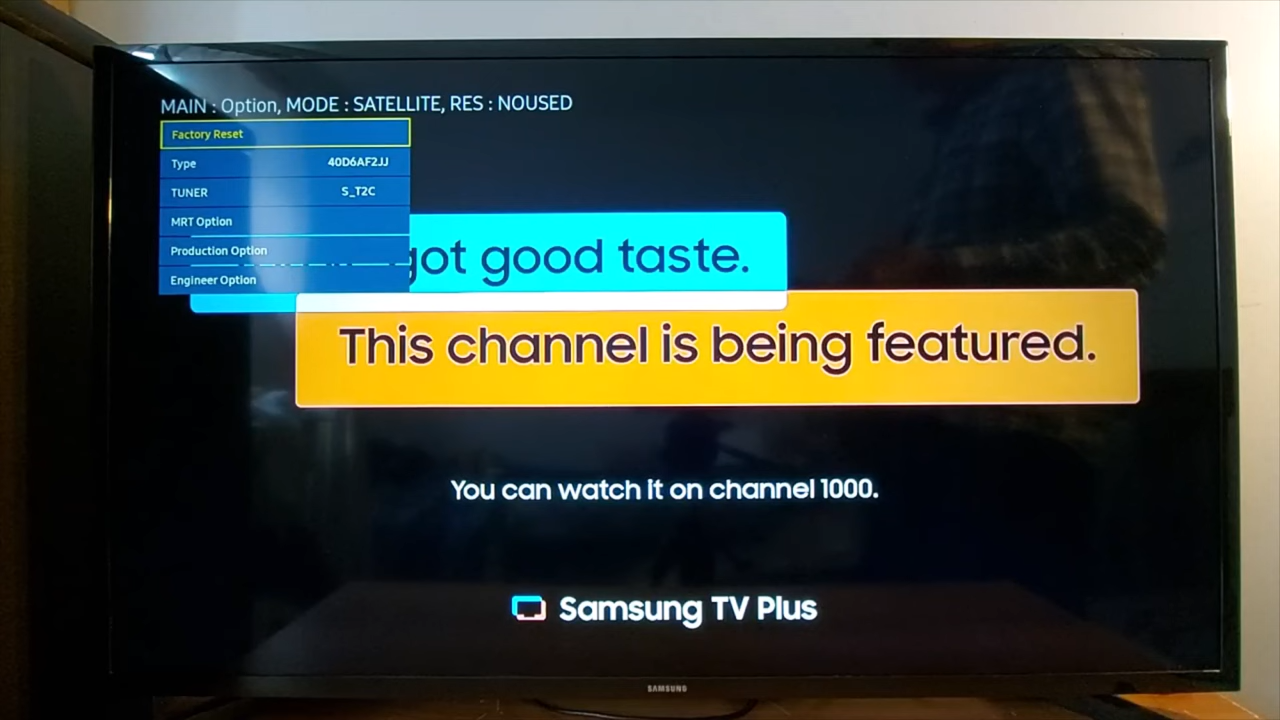 MAIN : Option, MODE : SATELLITE, RES : NOUSED
Factory Reset
Type 40D6AF2JJ
TUNER S_T2C
MRT Option
Production Option
Engineer Option
got good taste.
This channel is being featured.
You can watch it on channel 1000.
Samsung TV Plus
SAMSUNG